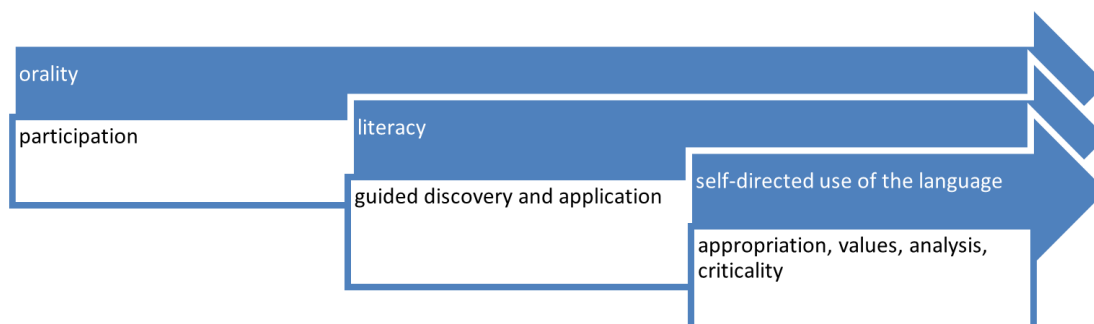 orality
participation
literacy
guided discovery and application
self-directed use of the language
appropriation, values, analysis,
criticality